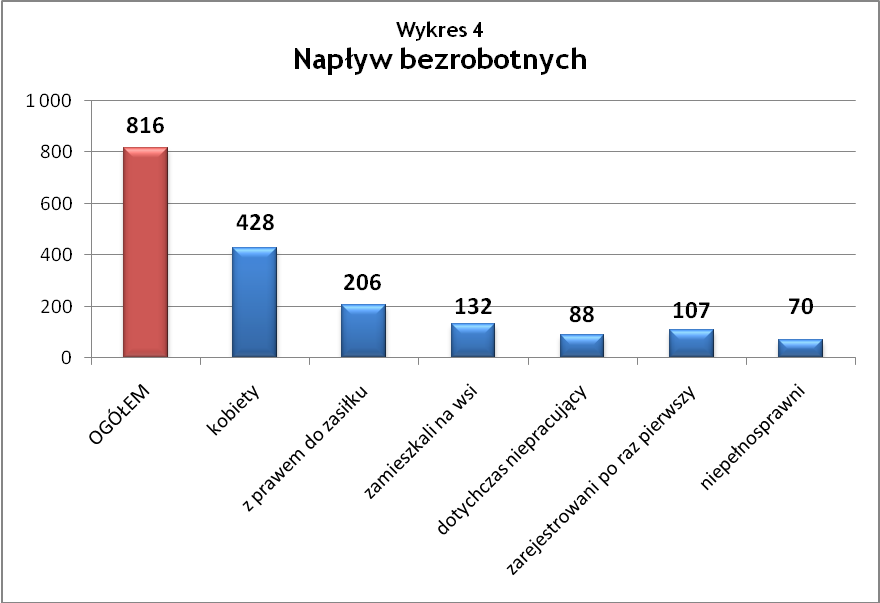 Wykres 4
Napływ bezrobotnych
1 000
800
600
400
200
0
816
428
206
132
88
107
70
OGÓŁEM
kobiety
z prawem do zasiłku
zamieszkali na wsi
dotychczas niepracujący
zarejestrowani po raz pierwszy
niepełnosprawni